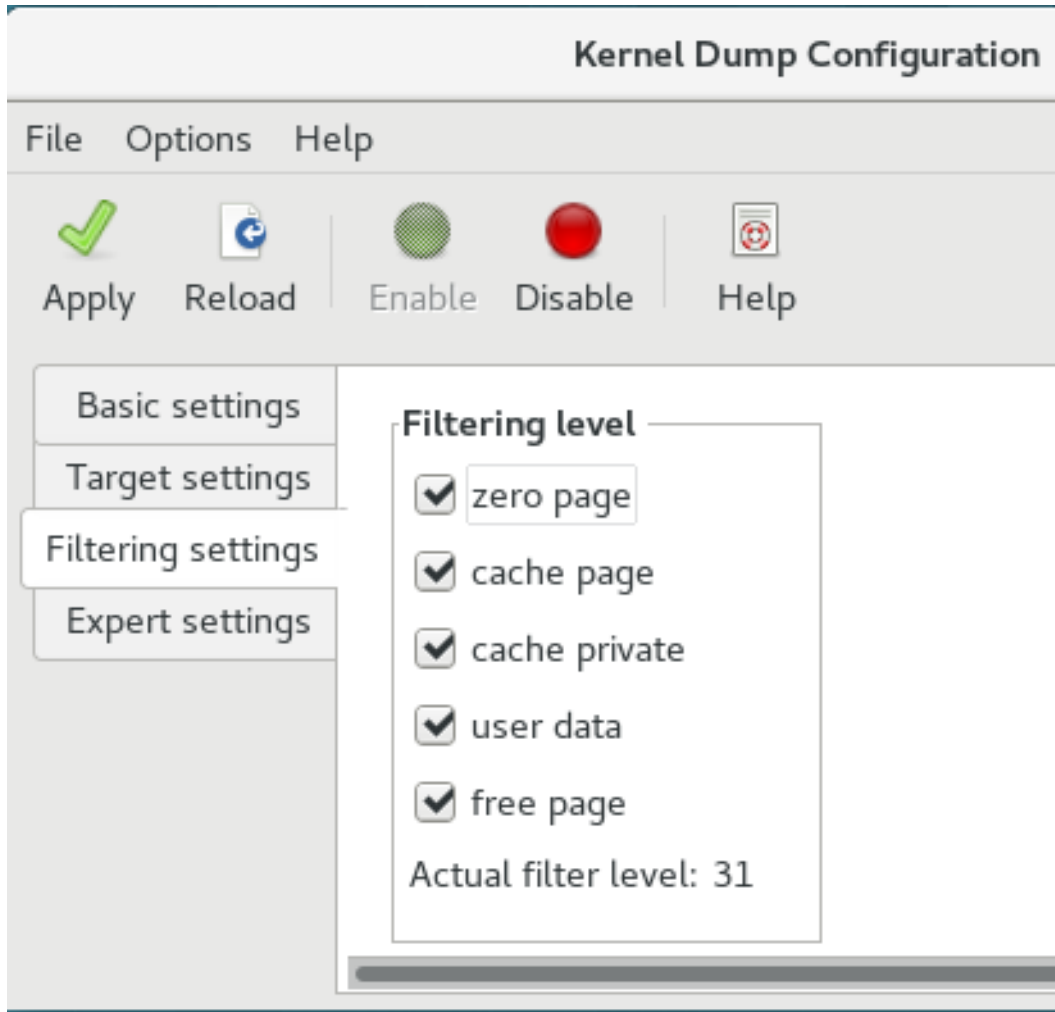 Kernel Dump Configuration
File Options Help
Apply Reload Enable Disable Help
Basic settings
Target settings
Filtering settings
Expert settings
Filtering level
zero page
cache page
cache private
user data
free page
Actual filter level: 31